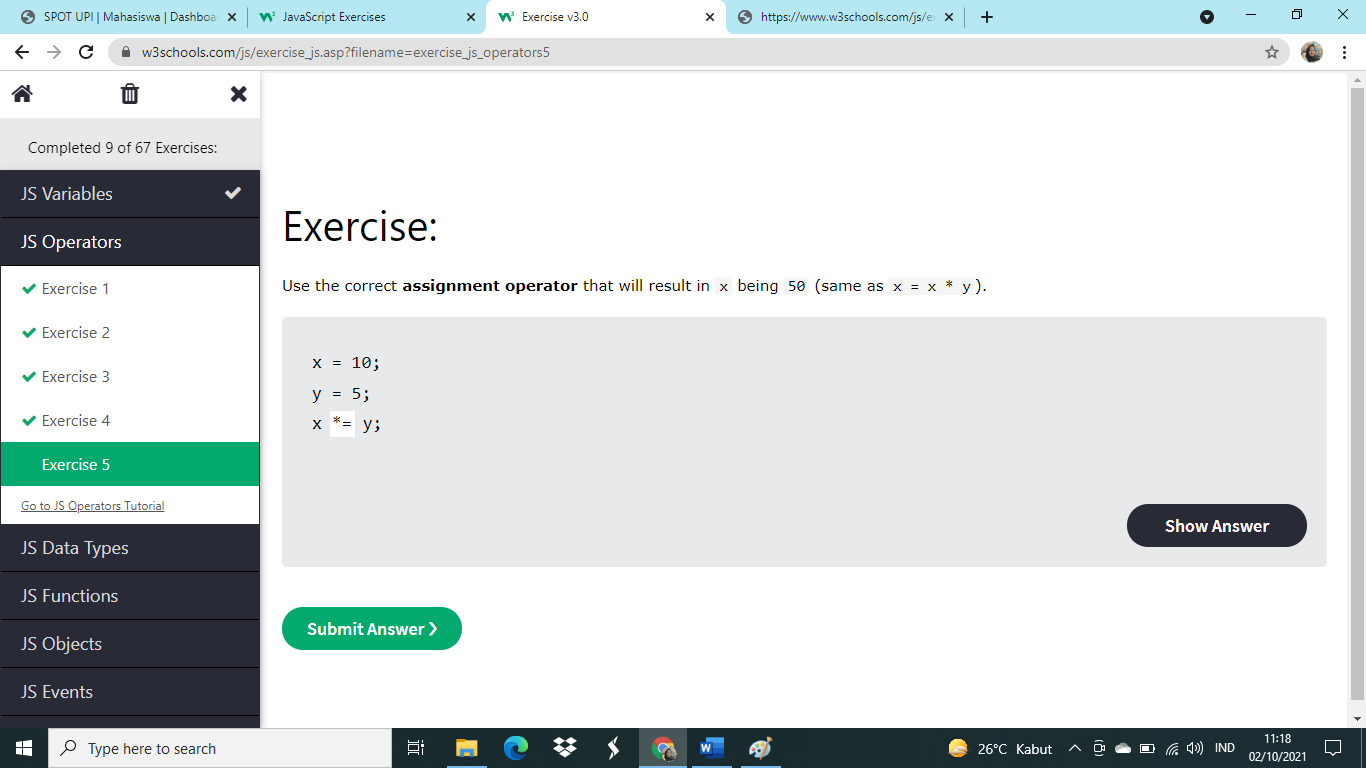 SPOT UPI | Mahasiswa | Dashboa
JavaScript Exercises
Exercise v3.0
https://www.w3schools.com/js/e
w3schools.com/js/exercise_js.asp?filename=exercise_js_operators5
Completed 9 of 67 Exercises:
JS Variables
JS Operators
Exercise 1
Exercise 2
Exercise 3
Exercise 4
Exercise 5
Go to JS Operators Tutorial
JS Data Types
JS Functions
JS Objects
JS Events
Exercise:
Use the correct assignment operator that will result in x being 50 (same as x = x * y).
x = 10;
y = 5;
x *= y;
Show Answer
Submit Answer ❯
Type here to search
26°C Kabut
IND
11:18
02/10/2021